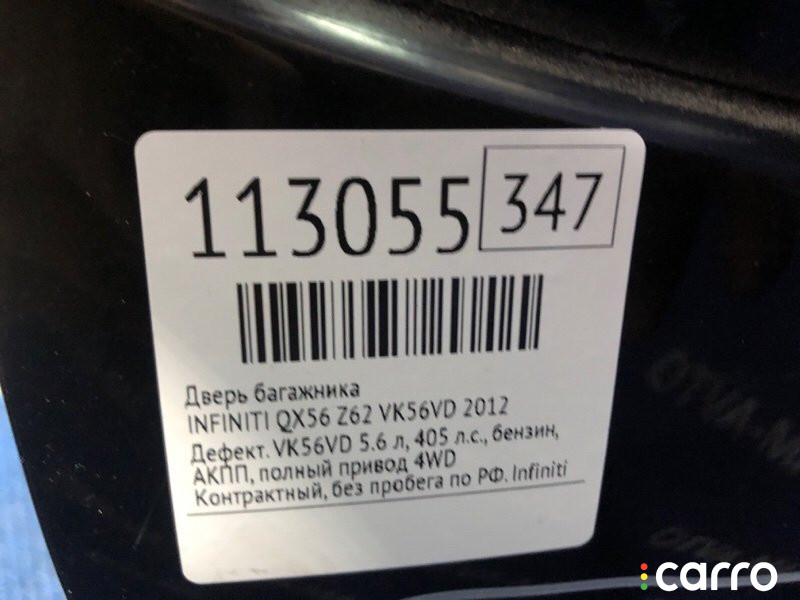 113055 347
Дверь багажника
INFINITI QX56 Z62 VK56VD 2012
Дефект. VK56VD 5.6 л, 405 л.с., бензин,
АКПП, полный привод 4WD
Контрактный, без пробега по РФ. Infiniti
carro